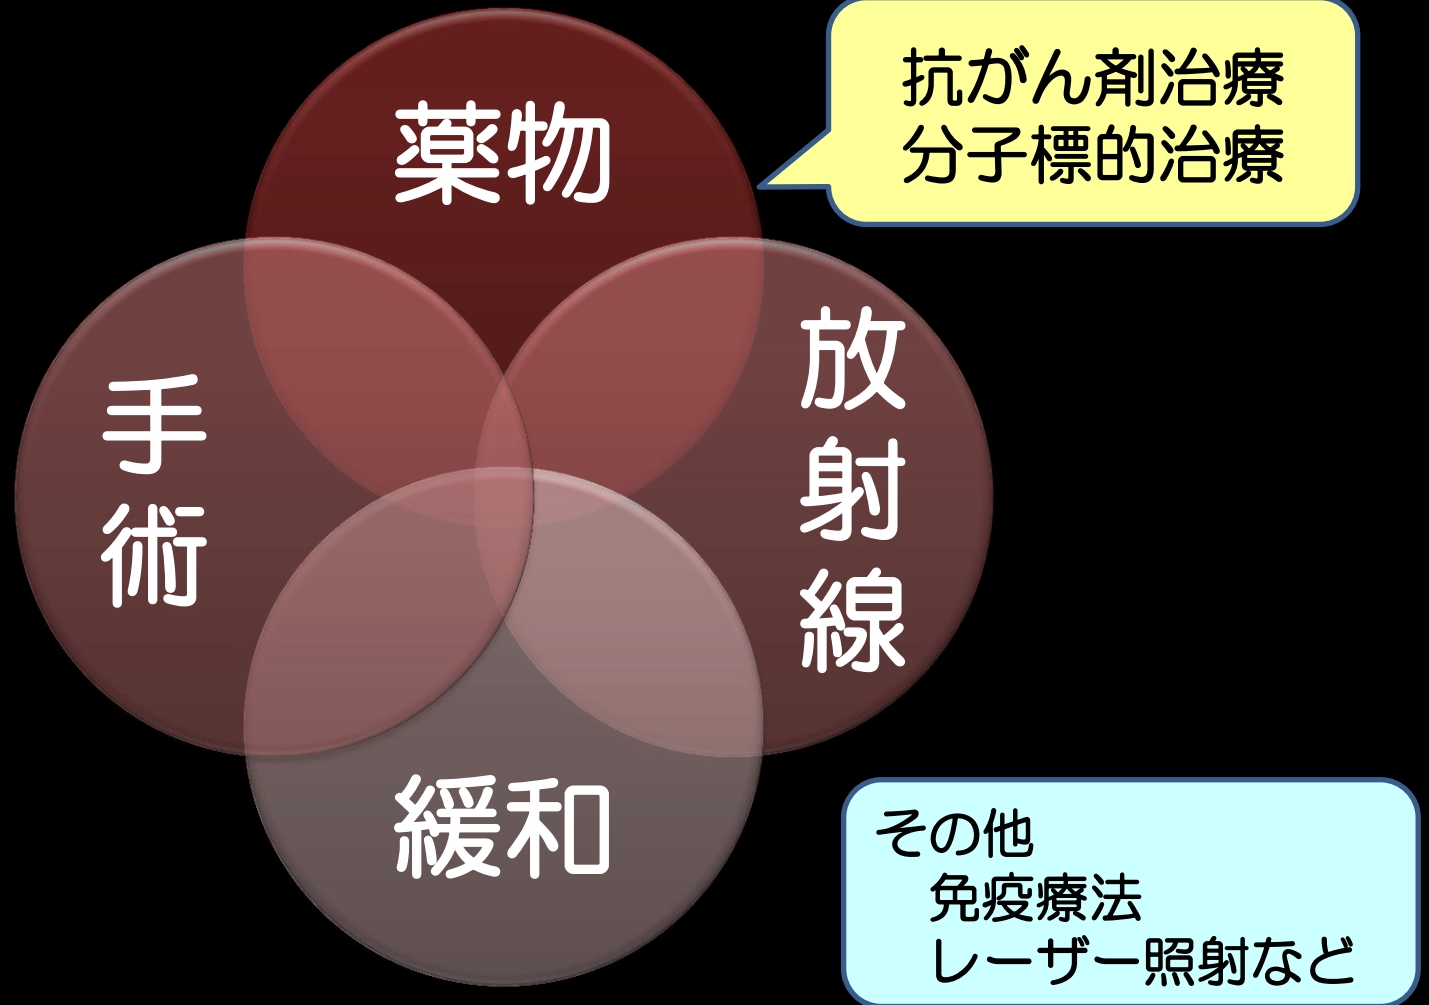 薬物
抗がん剤治療
分子標的治療
手術
放射線
緩和
その他
免疫療法
レーザー照射など